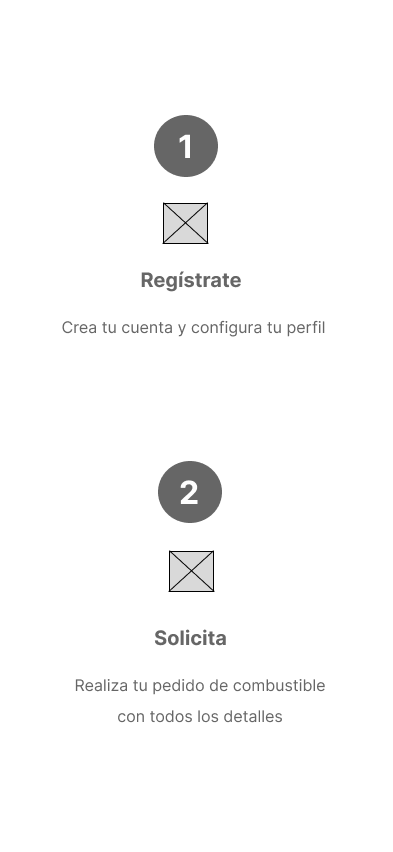 1
Regístrate
Crea tu cuenta y configura tu perfil
2
Solicita
Realiza tu pedido de combustible
con todos los detalles